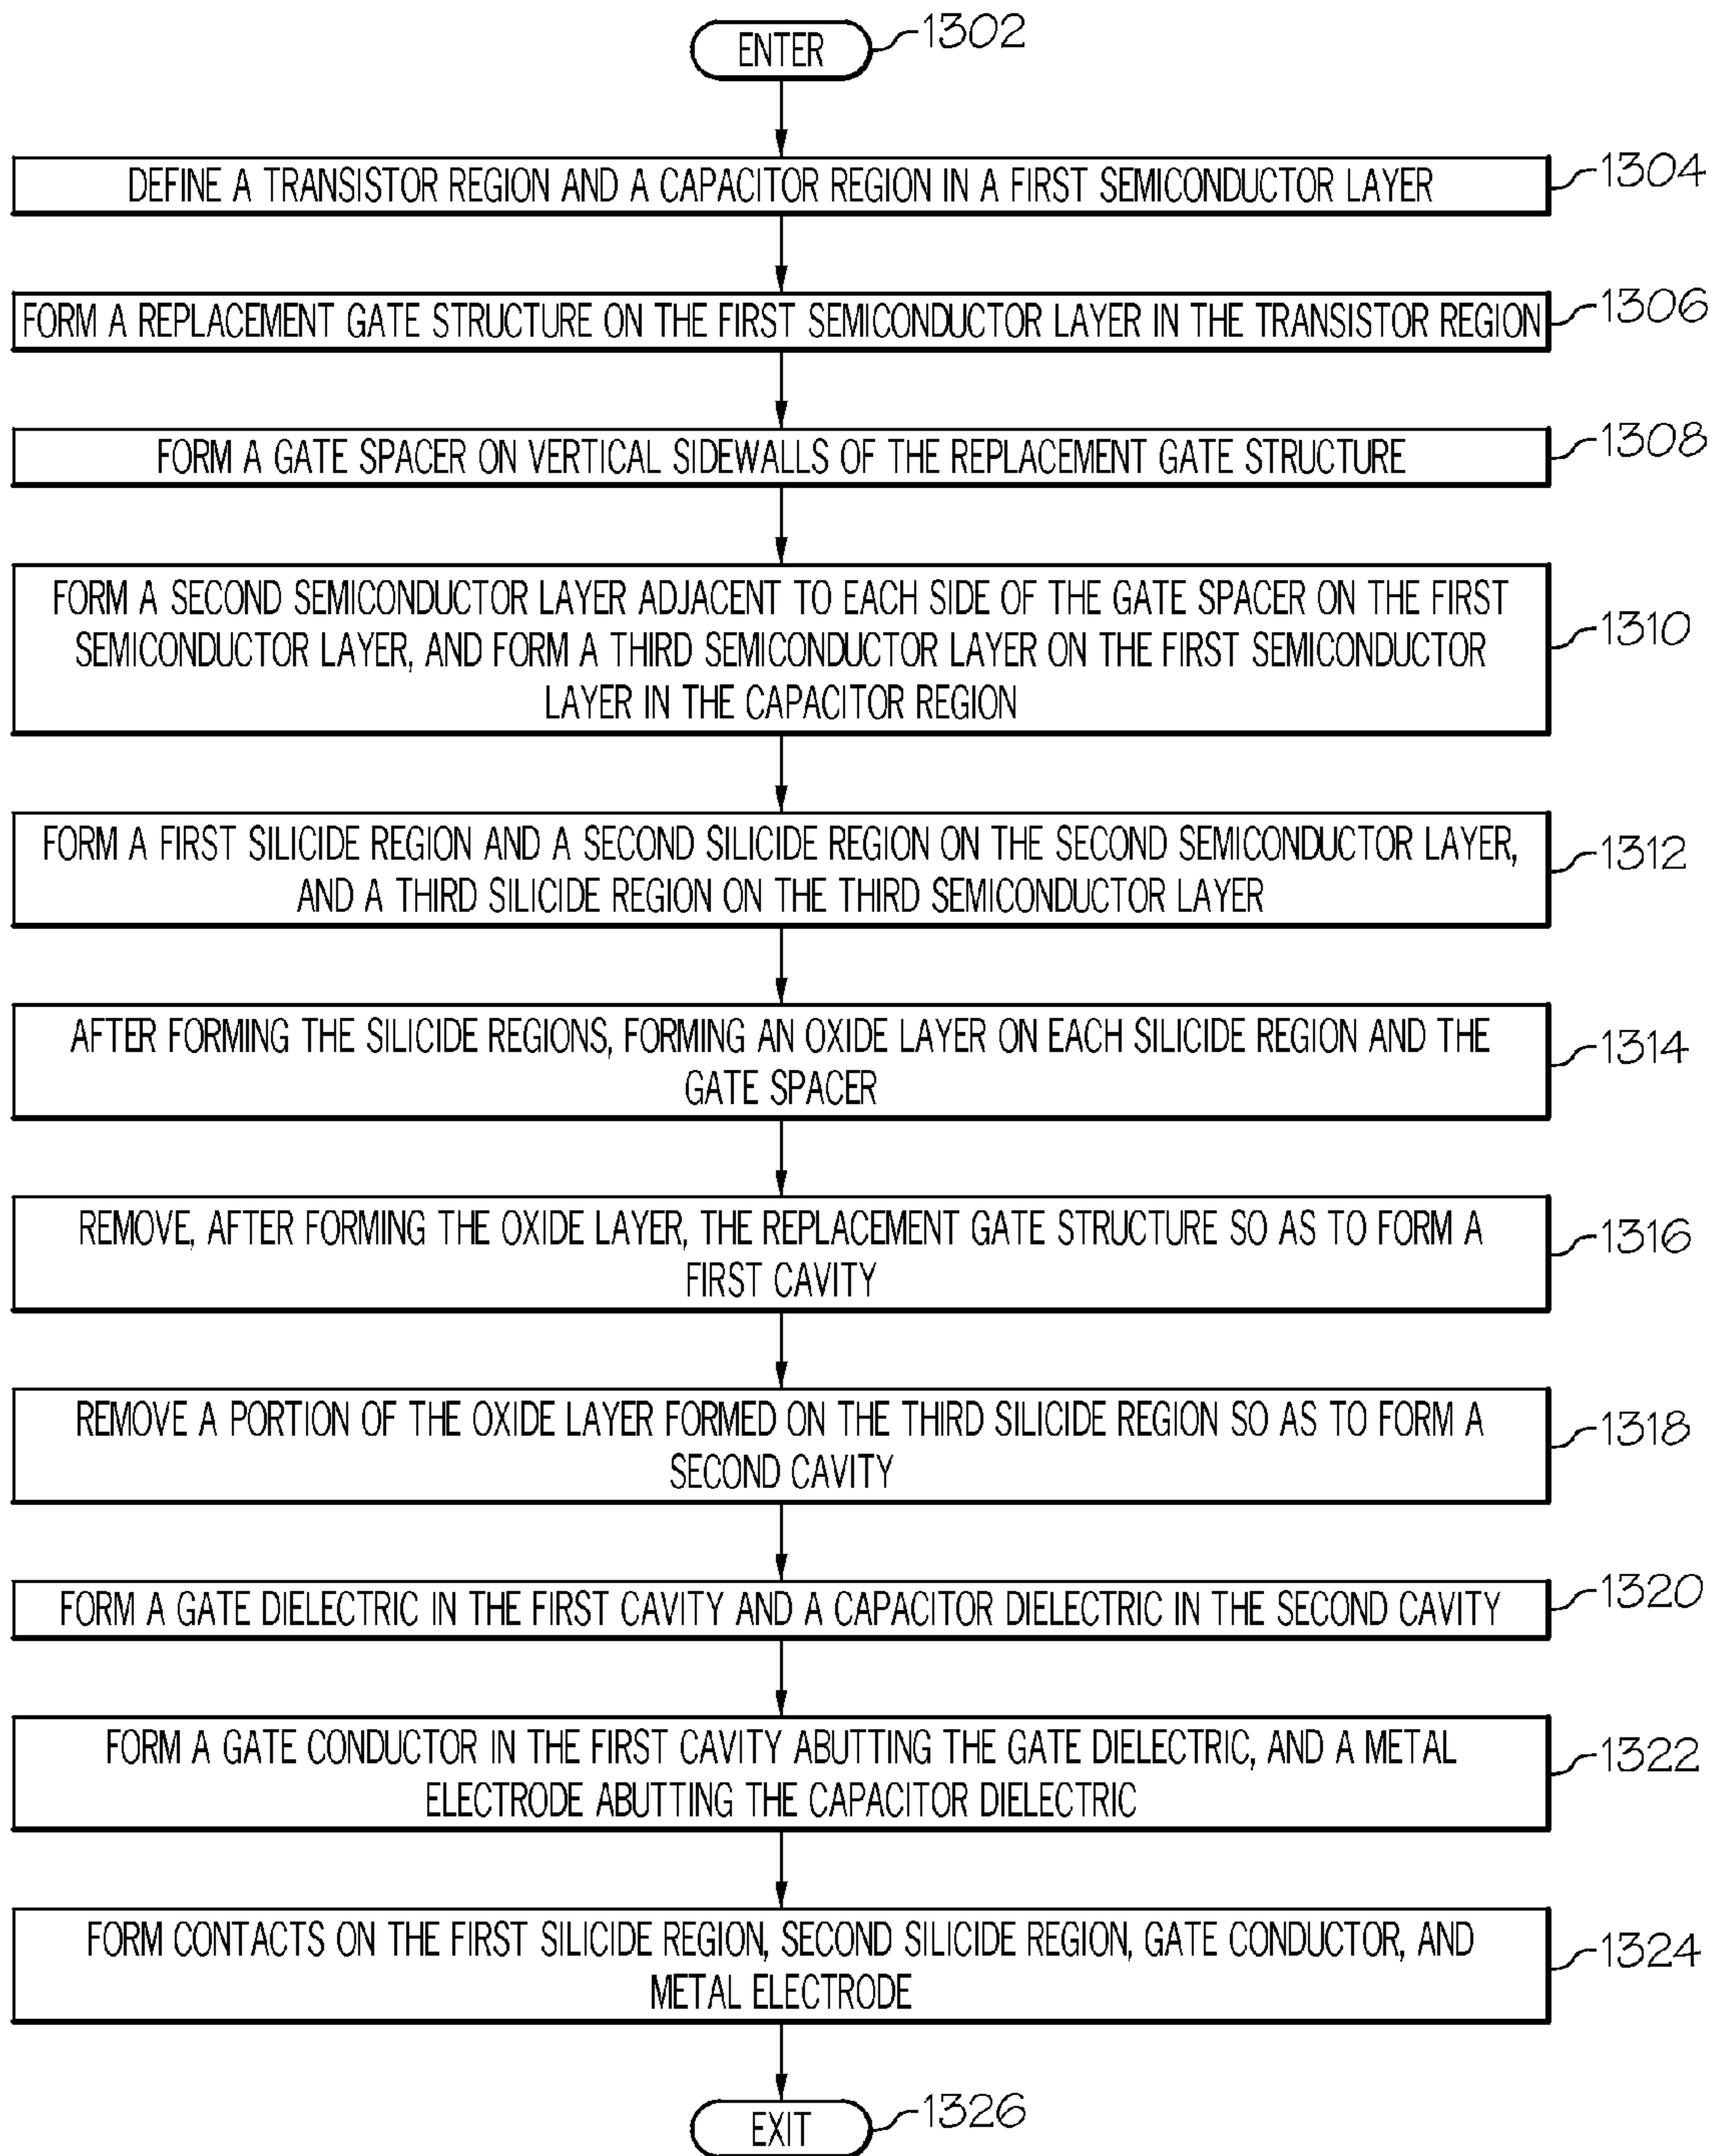 ENTER
1302
DEFINE A TRANSISTOR REGION AND A CAPACITOR REGION IN A FIRST SEMICONDUCTOR LAYER
1304
FORM A REPLACEMENT GATE STRUCTURE ON THE FIRST SEMICONDUCTOR LAYER IN THE TRANSISTOR REGION
1306
FORM A GATE SPACER ON VERTICAL SIDEWALLS OF THE REPLACEMENT GATE STRUCTURE
1308
FORM A SECOND SEMICONDUCTOR LAYER ADJACENT TO EACH SIDE OF THE GATE SPACER ON THE FIRST
SEMICONDUCTOR LAYER, AND FORM A THIRD SEMICONDUCTOR LAYER ON THE FIRST SEMICONDUCTOR
LAYER IN THE CAPACITOR REGION
1310
FORM A FIRST SILICIDE REGION AND A SECOND SILICIDE REGION ON THE SECOND SEMICONDUCTOR LAYER,
AND A THIRD SILICIDE REGION ON THE THIRD SEMICONDUCTOR LAYER
1312
AFTER FORMING THE SILICIDE REGIONS, FORMING AN OXIDE LAYER ON EACH SILICIDE REGION AND THE
GATE SPACER
1314
REMOVE, AFTER FORMING THE OXIDE LAYER, THE REPLACEMENT GATE STRUCTURE SO AS TO FORM A
FIRST CAVITY
1316
REMOVE A PORTION OF THE OXIDE LAYER FORMED ON THE THIRD SILICIDE REGION SO AS TO FORM A
SECOND CAVITY
1318
FORM A GATE DIELECTRIC IN THE FIRST CAVITY AND A CAPACITOR DIELECTRIC IN THE SECOND CAVITY
1320
FORM A GATE CONDUCTOR IN THE FIRST CAVITY ABUTTING THE GATE DIELECTRIC, AND A METAL
ELECTRODE ABUTTING THE CAPACITOR DIELECTRIC
1322
FORM CONTACTS ON THE FIRST SILICIDE REGION, SECOND SILICIDE REGION, GATE CONDUCTOR, AND
METAL ELECTRODE
1324
EXIT
1326